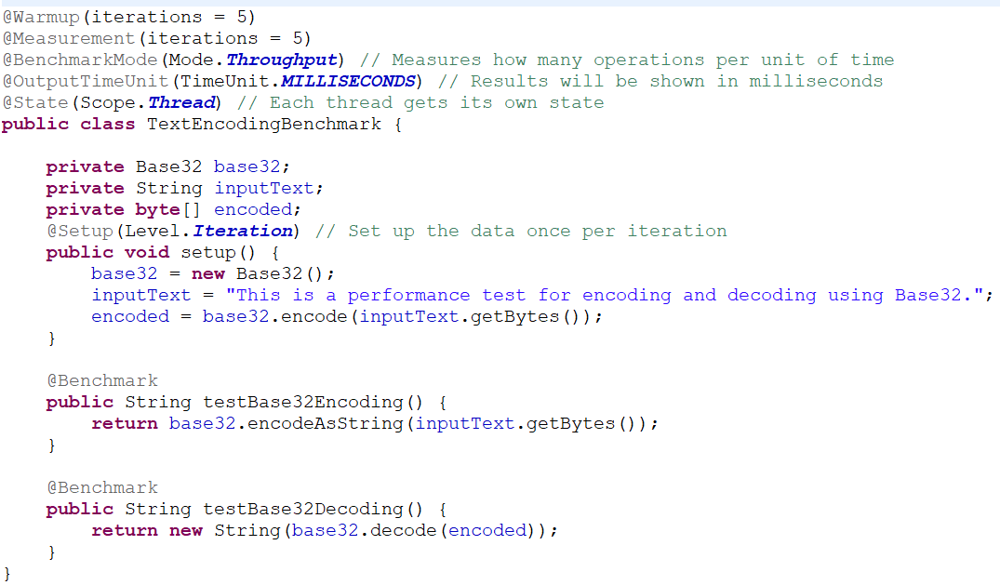 @Warmup(iterations = 5)
@Measurement(iterations = 5)
@BenchmarkMode(Mode.Throughput) // Measures how many operations per unit of time
@OutputTimeUnit(TimeUnit.MILLISECONDS) // Results will be shown in milliseconds
@State(Scope.Thread) // Each thread gets its own state
public class TextEncodingBenchmark {

    private Base32 base32;
    private String inputText;
    private byte[] encoded;
    @Setup(Level.Iteration) // Set up the data once per iteration
    public void setup() {
        base32 = new Base32();
        inputText = "This is a performance test for encoding and decoding using Base32.";
        encoded = base32.encode(inputText.getBytes());
    }

    @Benchmark
    public String testBase32Encoding() {
        return base32.encodeAsString(inputText.getBytes());
    }

    @Benchmark
    public String testBase32Decoding() {
        return new String(base32.decode(encoded));
    }
}